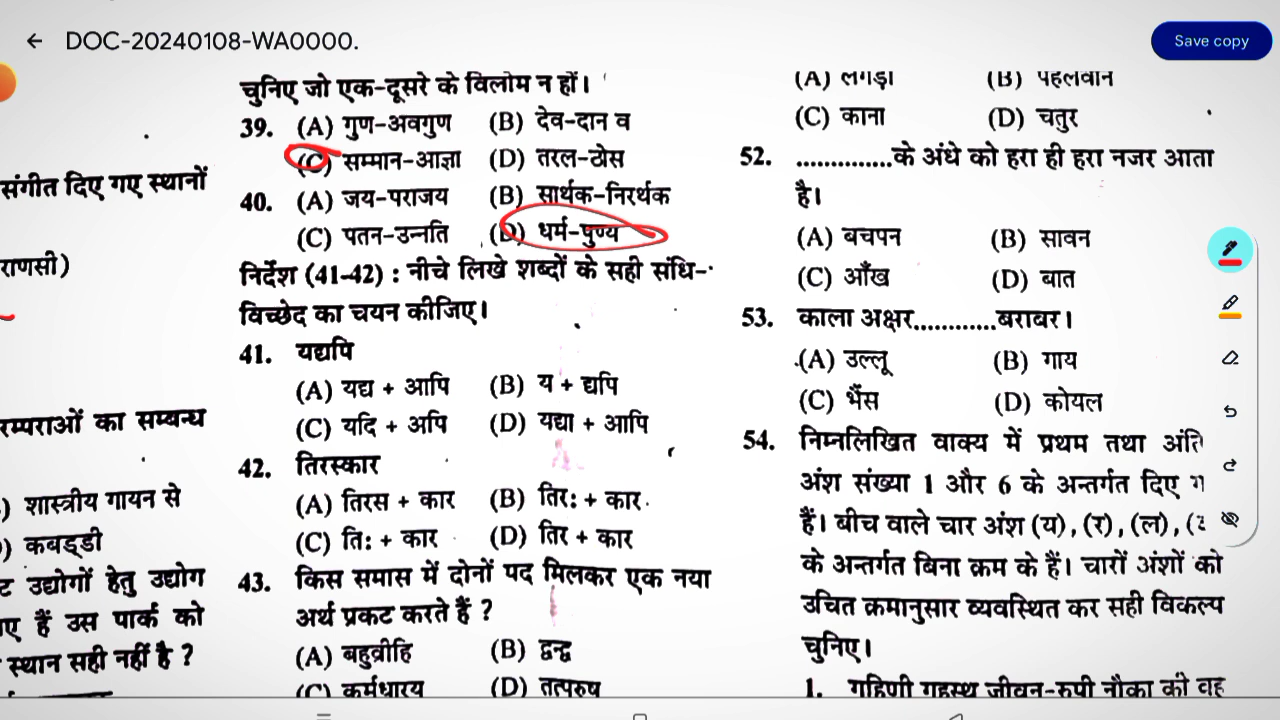 DOC-20240108-WA0000.
Save copy
संगीत दिए गए स्थानों
राणसी)
रम्पराओं का सम्बन्ध
) शास्त्रीय गायन से
) कबड्डी
ट उद्योगों हेतु उद्योग
ए हैं उस पार्क को
स्थान सही नहीं है ?
चुनिए जो एक-दूसरे के विलोम न हों।
39. (A) गुण-अवगुण (B) देव-दान व
(C) सम्मान-आज्ञा (D) तरल-ठोस
40. (A) जय-पराजय (B) सार्थक-निरर्थक
(C) पतन-उन्नति (D) धर्म-पुण्य
निर्देश (41-42) : नीचे लिखे शब्दों के सही संधि-
विच्छेद का चयन कीजिए।
41. यद्यपि
(A) यद्य + आपि (B) य + द्यपि
(C) यदि + अपि (D) यद्या + आपि
42. तिरस्कार
(A) तिरस + कार (B) तिर: + कार
(C) ति: + कार (D) तिर + कार
43. किस समास में दोनों पद मिलकर एक नया
अर्थ प्रकट करते हैं ?
(A) बहुव्रीहि (B) द्वन्द्व
(C) कर्मधारय (D) तत्पुरुष
(A) लंगड़ा (B) पहलवान
(C) काना (D) चतुर
52. ..............के अंधे को हरा ही हरा नजर आता
है।
(A) बचपन (B) सावन
(C) आँख (D) बात
53. काला अक्षर............बराबर।
(A) उल्लू (B) गाय
(C) भैंस (D) कोयल
54. निम्नलिखित वाक्य में प्रथम तथा अंति
अंश संख्या 1 और 6 के अन्तर्गत दिए ग
हैं। बीच वाले चार अंश (य), (र), (ल), (व
के अन्तर्गत बिना क्रम के हैं। चारों अंशों को
उचित क्रमानुसार व्यवस्थित कर सही विकल्प
चुनिए।
1. गृहिणी गृहस्थ जीवन-रुपी नौका की वह